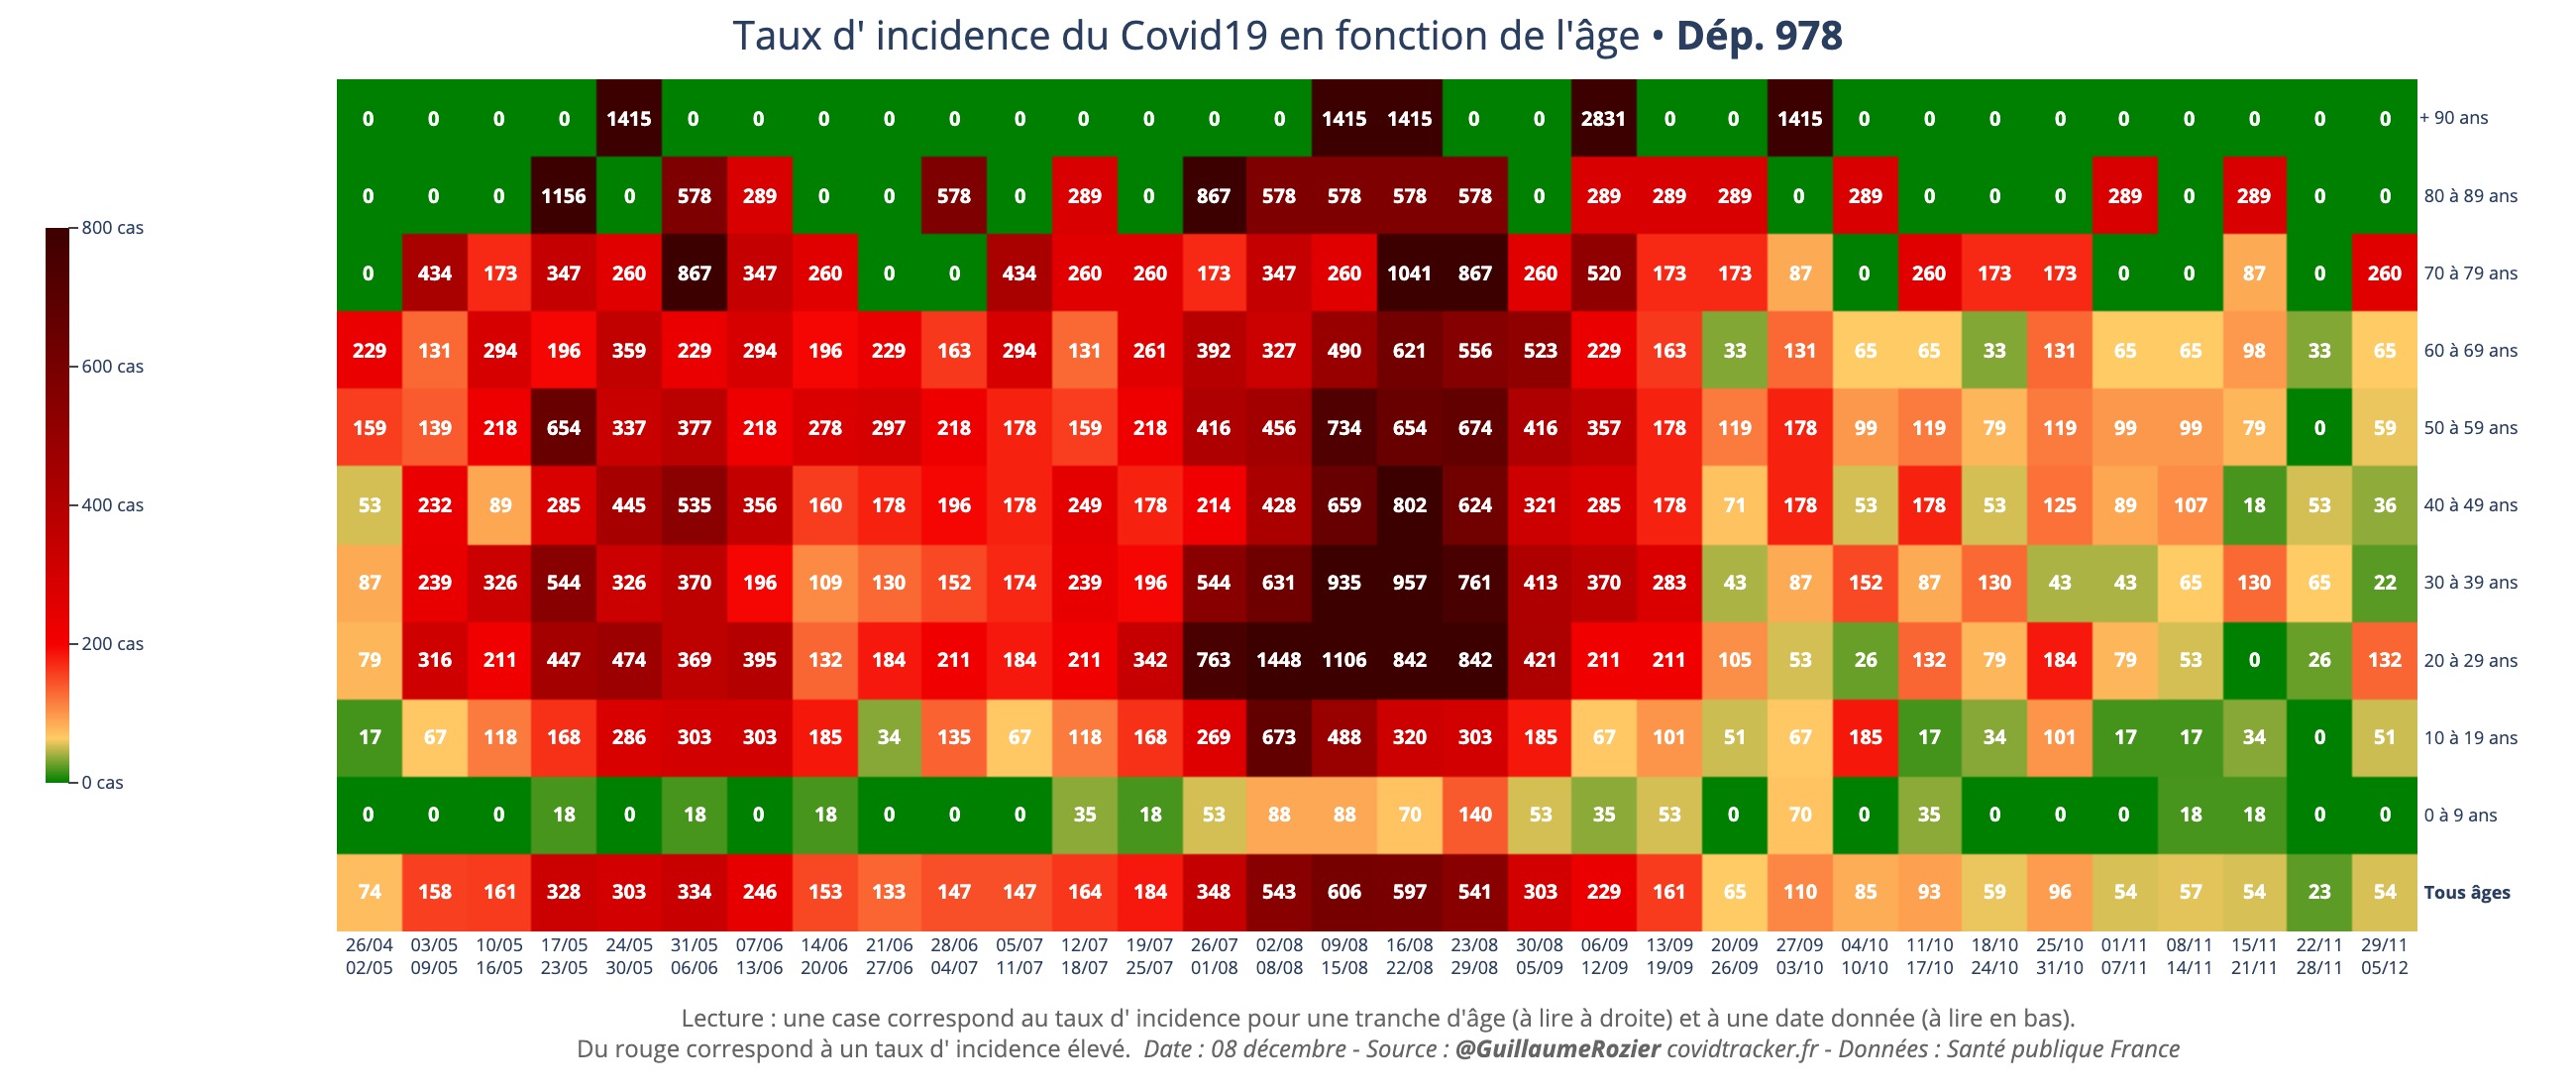 Taux d' incidence du Covid19 en fonction de l'âge • Dép. 978
800 cas
600 cas
400 cas
200 cas
0 cas
0 0 0 0 1415 0 0 0 0 0 0 0 0 0 0 1415 1415 0 0 2831 0 0 1415 0 0 0 0 0 0 0 0 0 + 90 ans
0 0 0 1156 0 578 289 0 0 578 0 289 0 867 578 578 578 578 0 289 289 289 0 289 0 0 0 289 0 289 0 0 80 à 89 ans
0 434 173 347 260 867 347 260 0 0 434 260 260 173 347 260 1041 867 260 520 173 173 87 0 260 173 173 0 0 87 0 260 70 à 79 ans
229 131 294 196 359 229 294 196 229 163 294 131 261 392 327 490 621 556 523 229 163 33 131 65 65 33 131 65 65 98 33 65 60 à 69 ans
159 139 218 654 337 377 218 278 297 218 178 159 218 416 456 734 654 674 416 357 178 119 178 99 119 79 119 99 99 79 0 59 50 à 59 ans
53 232 89 285 445 535 356 160 178 196 178 249 178 214 428 659 802 624 321 285 178 71 178 53 178 53 125 89 107 18 53 36 40 à 49 ans
87 239 326 544 326 370 196 109 130 152 174 239 196 544 631 935 957 761 413 370 283 43 87 152 87 130 43 43 65 130 65 22 30 à 39 ans
79 316 211 447 474 369 395 132 184 211 184 211 342 763 1448 1106 842 842 421 211 211 105 53 26 132 79 184 79 53 0 26 132 20 à 29 ans
17 67 118 168 286 303 303 185 34 135 67 118 168 269 673 488 320 303 185 67 101 51 67 185 17 34 101 17 17 34 0 51 10 à 19 ans
0 0 0 18 0 18 0 18 0 0 0 35 18 53 88 88 70 140 53 35 53 0 70 0 35 0 0 0 18 18 0 0 0 à 9 ans
74 158 161 328 303 334 246 153 133 147 147 164 184 348 543 606 597 541 303 229 161 65 110 85 93 59 96 54 57 54 23 54 Tous âges
26/04 03/05 10/05 17/05 24/05 31/05 07/06 14/06 21/06 28/06 05/07 12/07 19/07 26/07 02/08 09/08 16/08 23/08 30/08 06/09 13/09 20/09 27/09 04/10 11/10 18/10 25/10 01/11 08/11 15/11 22/11 29/11
02/05 09/05 16/05 23/05 30/05 06/06 13/06 20/06 27/06 04/07 11/07 18/07 25/07 01/08 08/08 15/08 22/08 29/08 05/09 12/09 19/09 26/09 03/10 10/10 17/10 24/10 31/10 07/11 14/11 21/11 28/11 05/12
Lecture : une case correspond au taux d' incidence pour une tranche d'âge (à lire à droite) et à une date donnée (à lire en bas).
Du rouge correspond à un taux d' incidence élevé. Date : 08 décembre - Source : @GuillaumeRozier covidtracker.fr - Données : Santé publique France